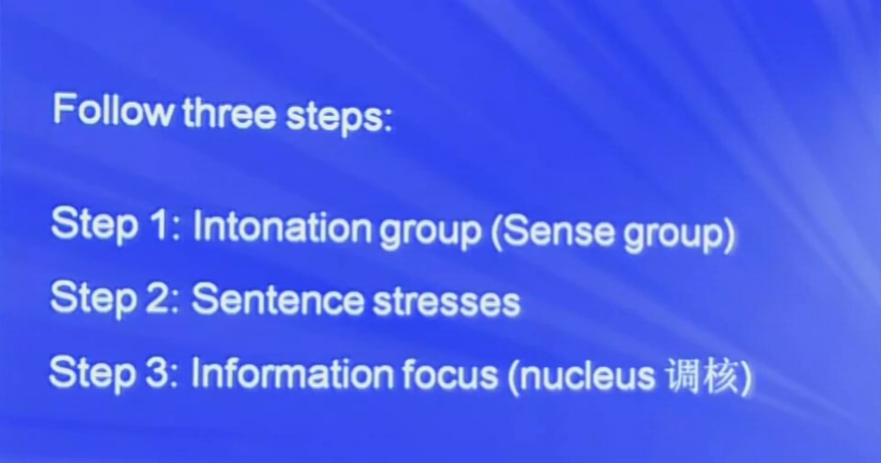 Follow three steps:
Step 1: Intonation group (Sense group)
Step 2: Sentence stresses
Step 3: Information focus (nucleus 调核)